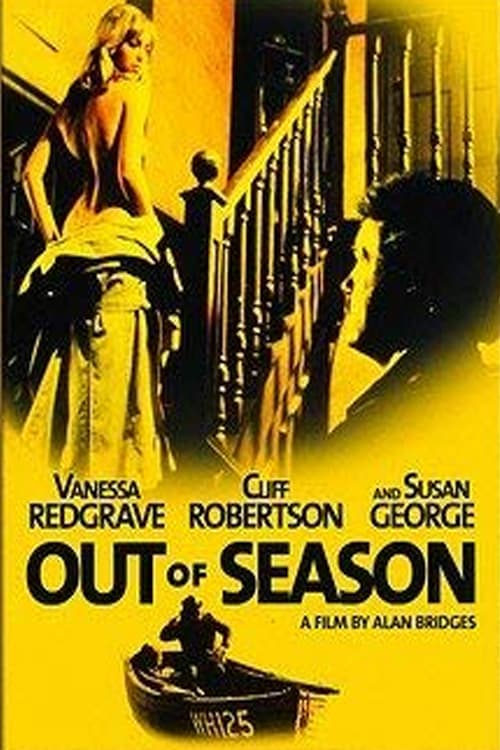 VANESSA REDGRAVE
CLIFF ROBERTSON
AND SUSAN GEORGE
OUT OF SEASON
A FILM BY ALAN BRIDGES
WH125